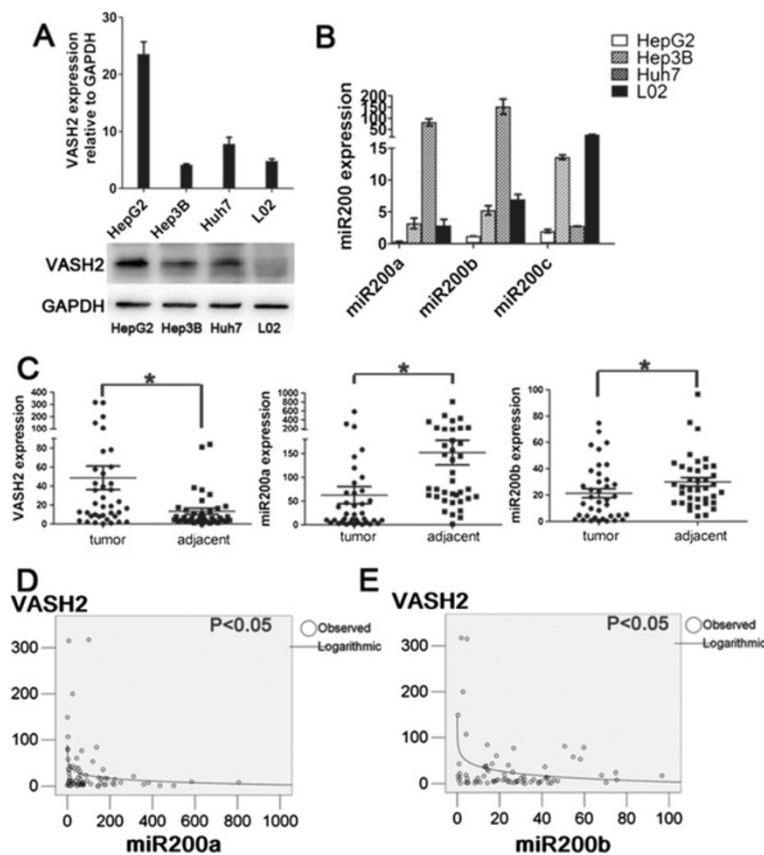 A
VASH2 expression
relative to GAPDH
30
20
10
0
HepG2
Hep3B
Huh7
L02
VASH2
GAPDH
HepG2 Hep3B Huh7 L02
B
HepG2
Hep3B
Huh7
L02
miR200 expression
200
150
100
50
15
10
5
0
miR200a
miR200b
miR200c
C
VASH2 expression
400
300
200
100
80
60
40
20
0
*
tumor adjacent
miR200a expression
1000
800
600
400
200
150
100
50
0
*
tumor adjacent
miR200b expression
100
80
60
40
20
0
*
tumor adjacent
D
VASH2
P<0.05
Observed
Logarithmic
300
200
100
0
0 200 400 600 800 1000
miR200a
E
VASH2
P<0.05
Observed
Logarithmic
300
200
100
0
0 20 40 60 80 100
miR200b